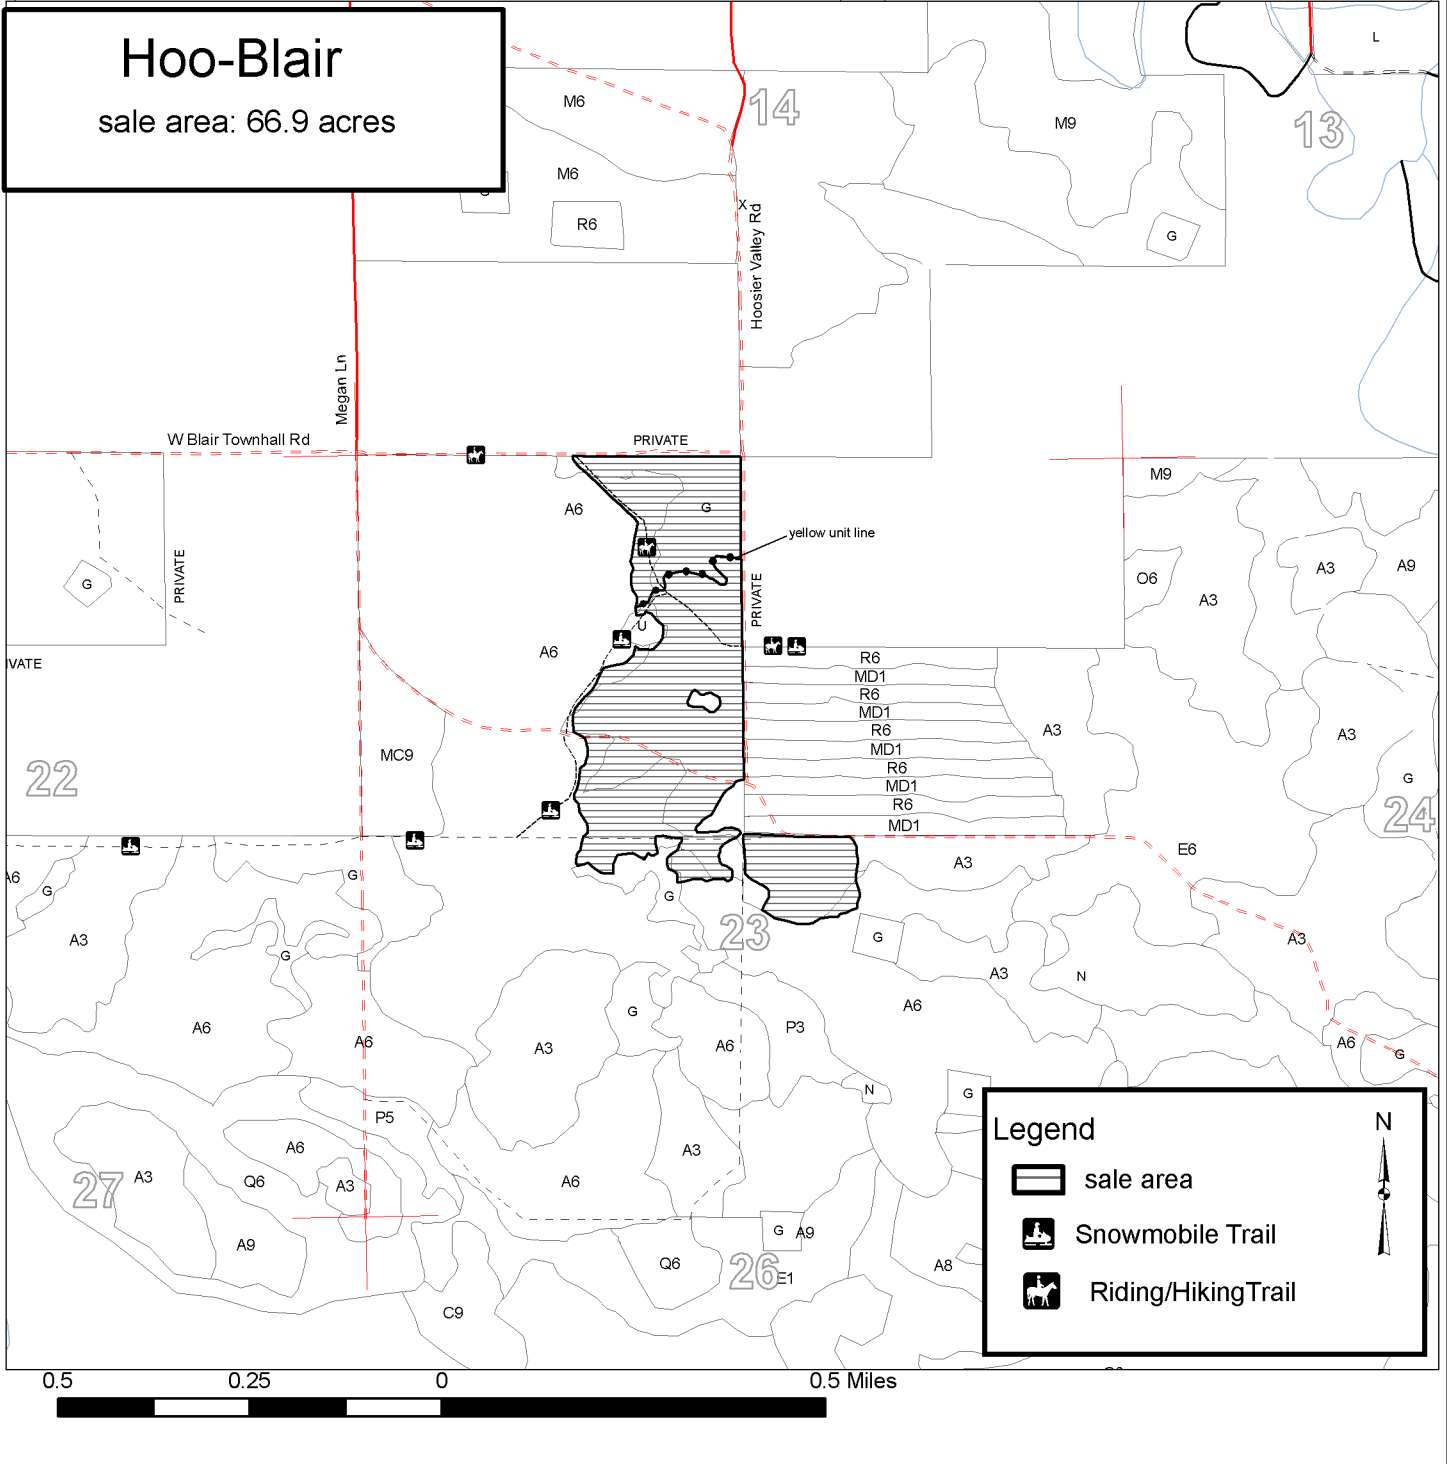 Hoo-Blair
sale area: 66.9 acres
L
M6
14
M9
13
M6
G
X
R6
G
Hoosier Valley Rd
Megan Ln
W Blair Townhall Rd
PRIVATE
M9
A6
G
yellow unit line
PRIVATE
G
O6
A3
A9
PRIVATE
A3
U
A6
IVATE
R6
MD1
R6
MD1
R6
MD1
R6
MD1
R6
MD1
A3
A3
MC9
22
G
24
E6
A3
A6
G
G
G
A3
23
G
A3
G
A3
N
A6
A6
A6
G
A3
A6
P3
A6
G
N
G
P5
A6
A3
27
A3
Q6
A3
A6
A9
G
A9
Q6
26
E1
A8
C9
Legend
N
sale area
Snowmobile Trail
Riding/HikingTrail
0.5
0.25
0
0.5 Miles